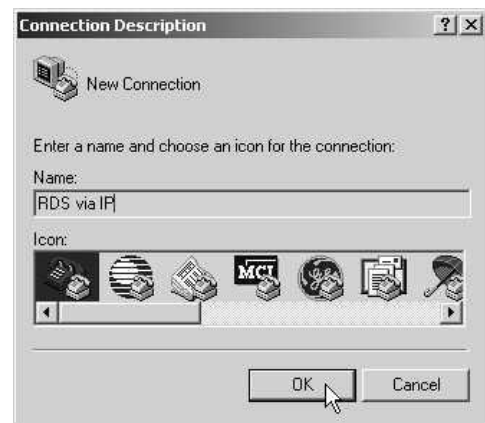 Connection Description
New Connection
Enter a name and choose an icon for the connection:
Name:
RDS via IP
Icon:
MCI
OK
Cancel